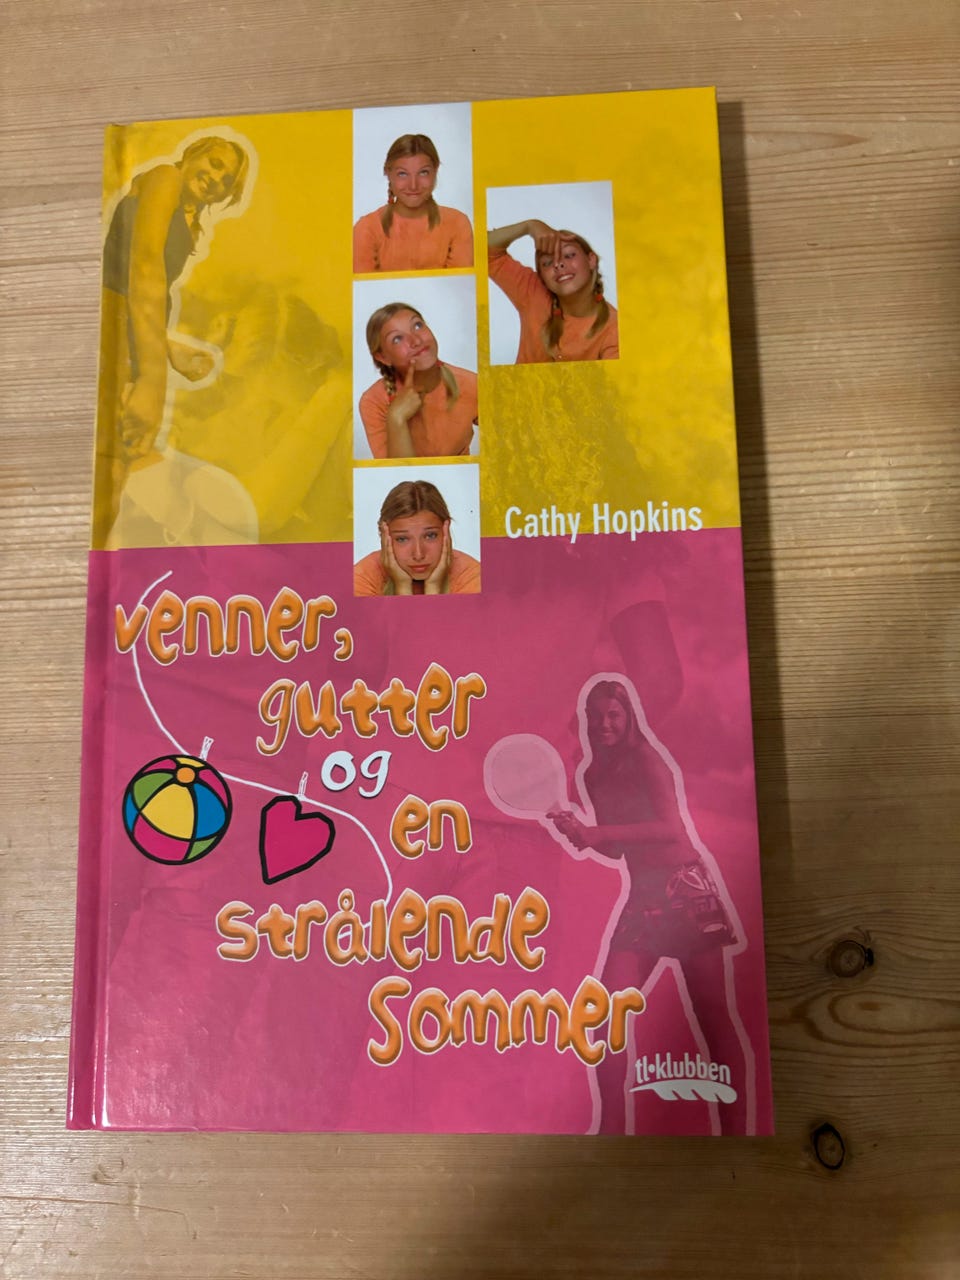 Cathy Hopkins
venner,
gutter
og
en
strålende
sommer
tl•klubben